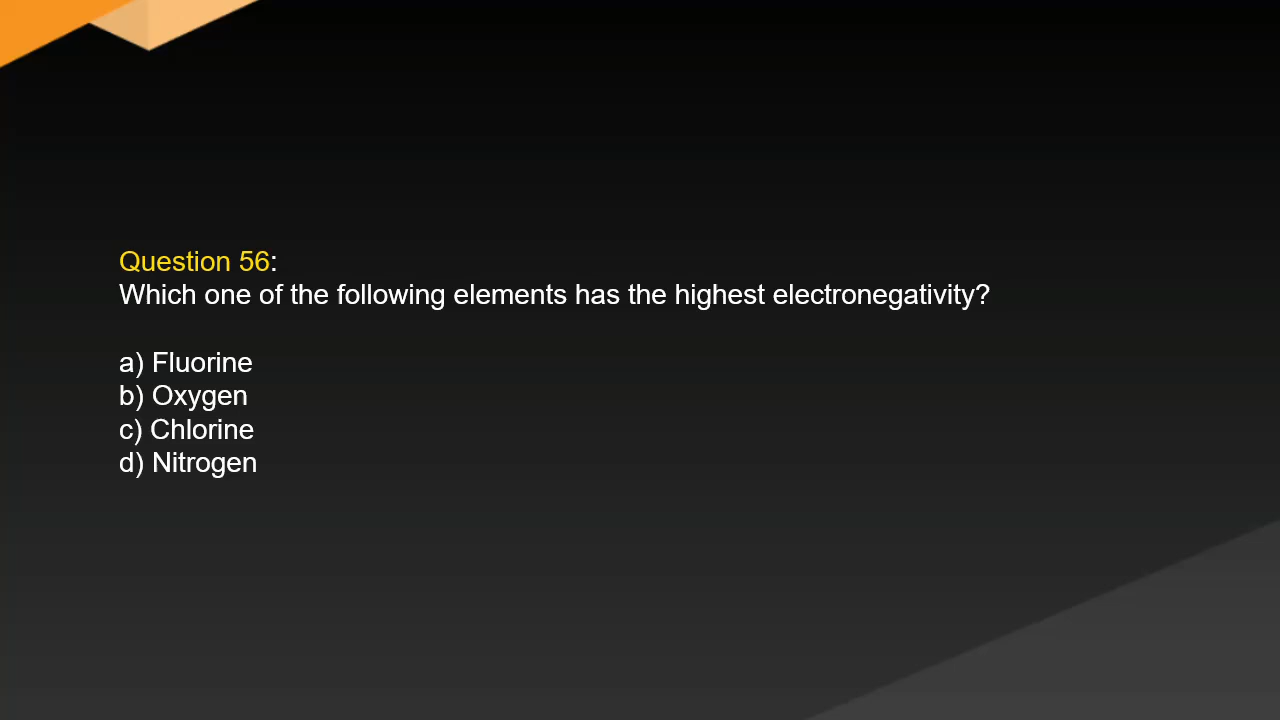 Question 56:
Which one of the following elements has the highest electronegativity?
a) Fluorine
b) Oxygen
c) Chlorine
d) Nitrogen